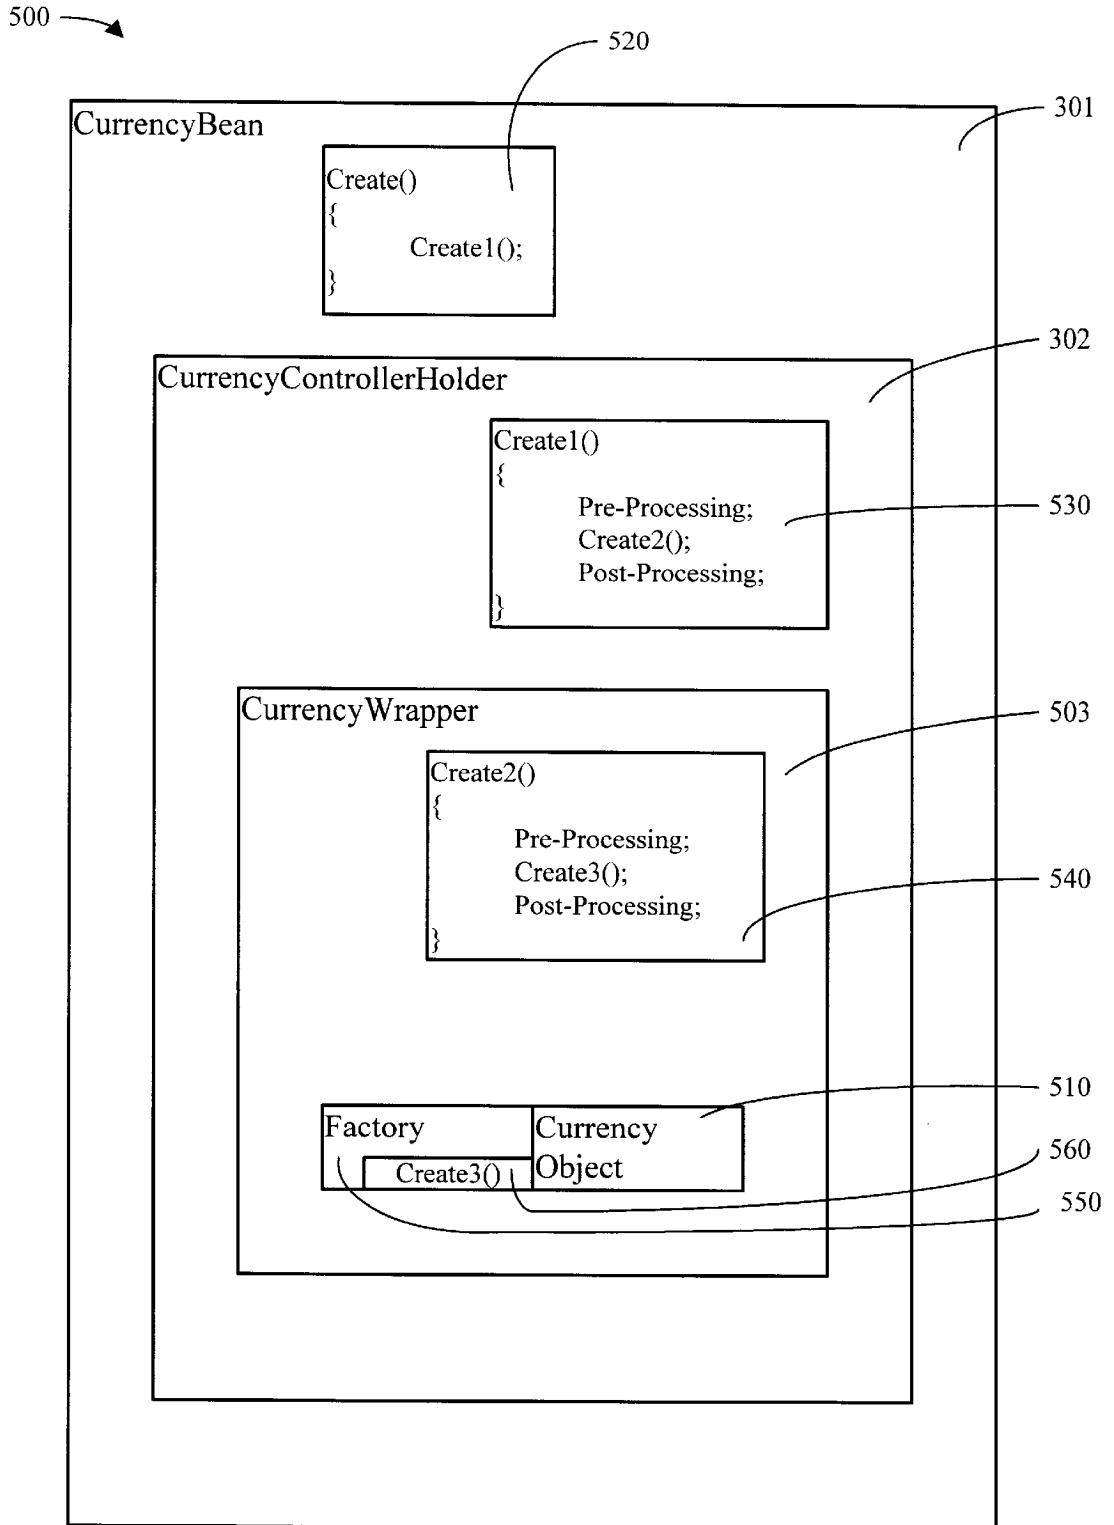 500
520
301
CurrencyBean
Create()
{
Create1();
}
302
CurrencyControllerHolder
Create1()
{
Pre-Processing;
530
Create2();
Post-Processing;
}
CurrencyWrapper
503
Create2()
{
Pre-Processing;
Create3();
540
Post-Processing;
}
510
Factory
Currency
Object
560
Create3()
550